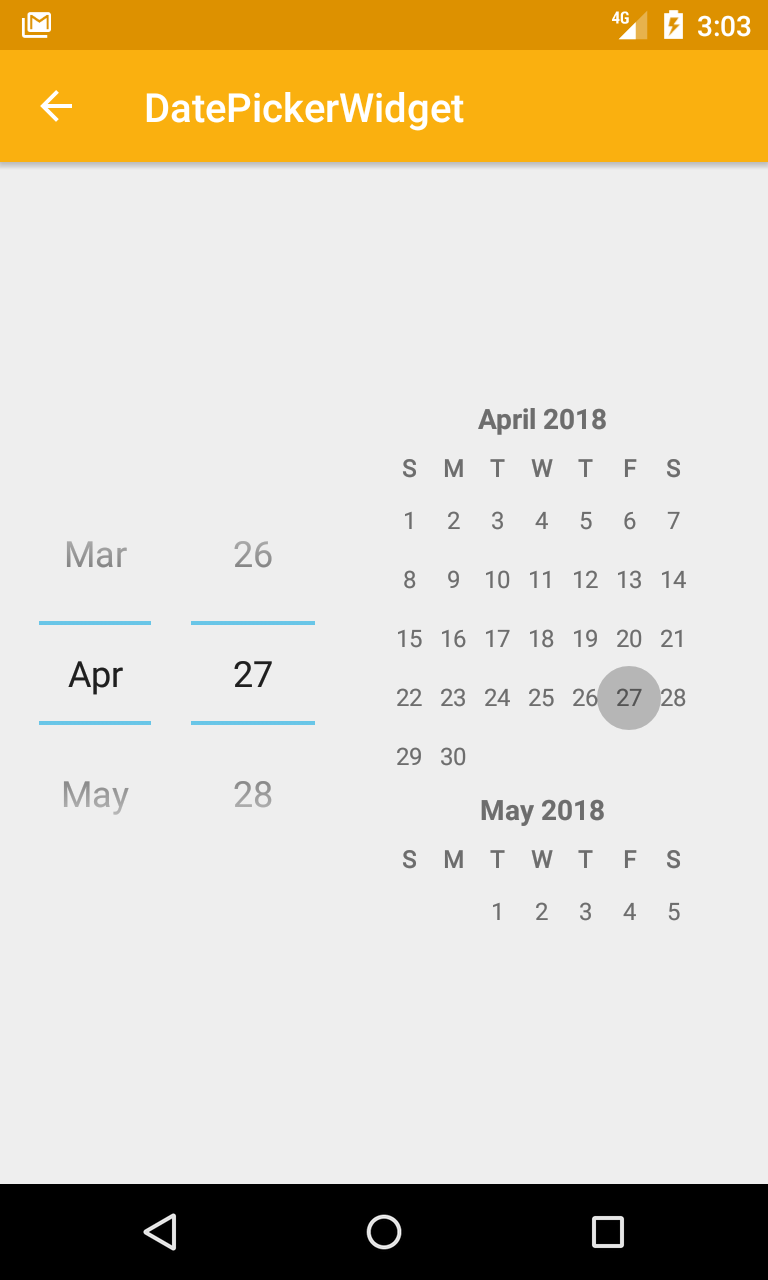 4G 3:03
DatePickerWidget
Mar 26
Apr 27
May 28
April 2018
S M T W T F S
1 2 3 4 5 6 7
8 9 10 11 12 13 14
15 16 17 18 19 20 21
22 23 24 25 26 27 28
29 30
May 2018
S M T W T F S
1 2 3 4 5